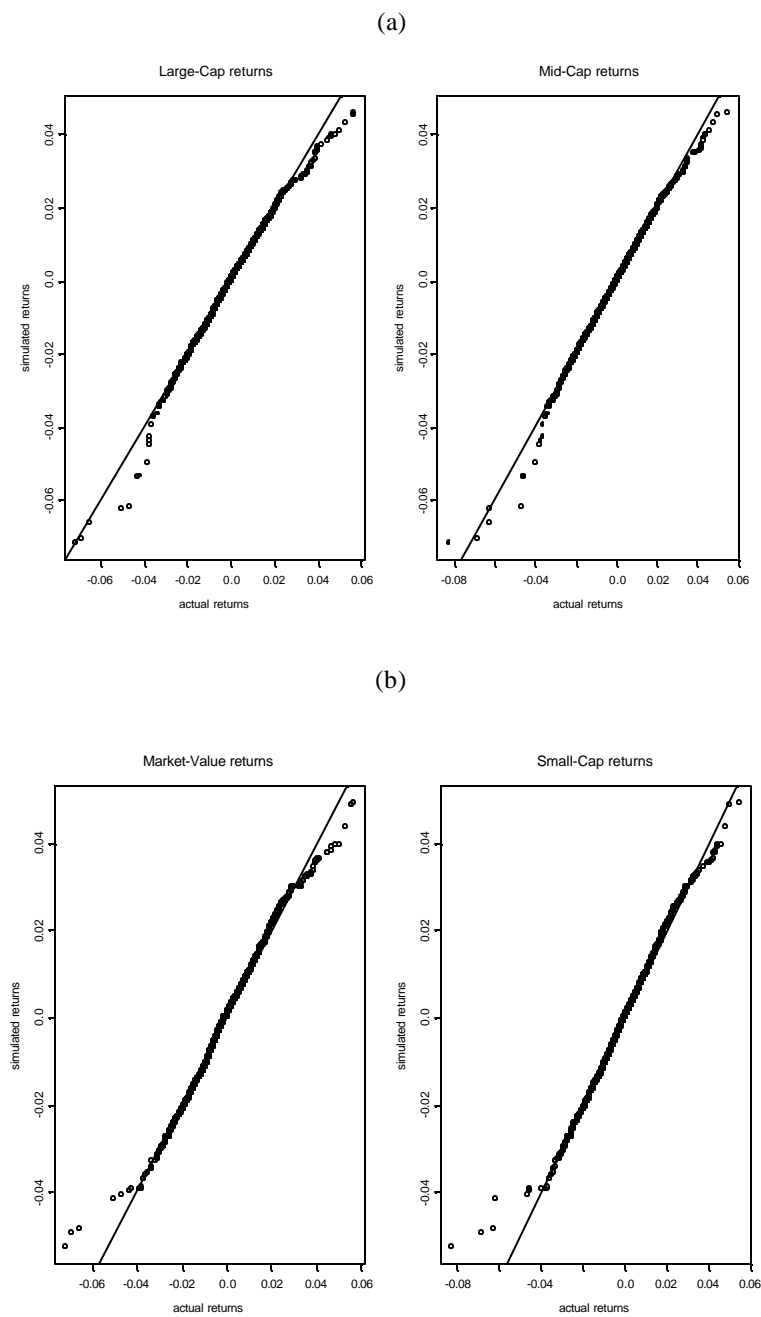 (a)
Large-Cap returns
Mid-Cap returns
simulated returns
0.04
0.02
0.0
-0.02
-0.04
-0.06
-0.06 -0.04 -0.02 0.0 0.02 0.04 0.06
actual returns
simulated returns
0.04
0.02
0.0
-0.02
-0.04
-0.06
-0.08 -0.04 0.0 0.02 0.04 0.06
actual returns
(b)
Market-Value returns
Small-Cap returns
simulated returns
0.04
0.02
0.0
-0.02
-0.04
-0.06 -0.04 -0.02 0.0 0.02 0.04 0.06
actual returns
simulated returns
0.04
0.02
0.0
-0.02
-0.04
-0.08 -0.04 0.0 0.02 0.04 0.06
actual returns